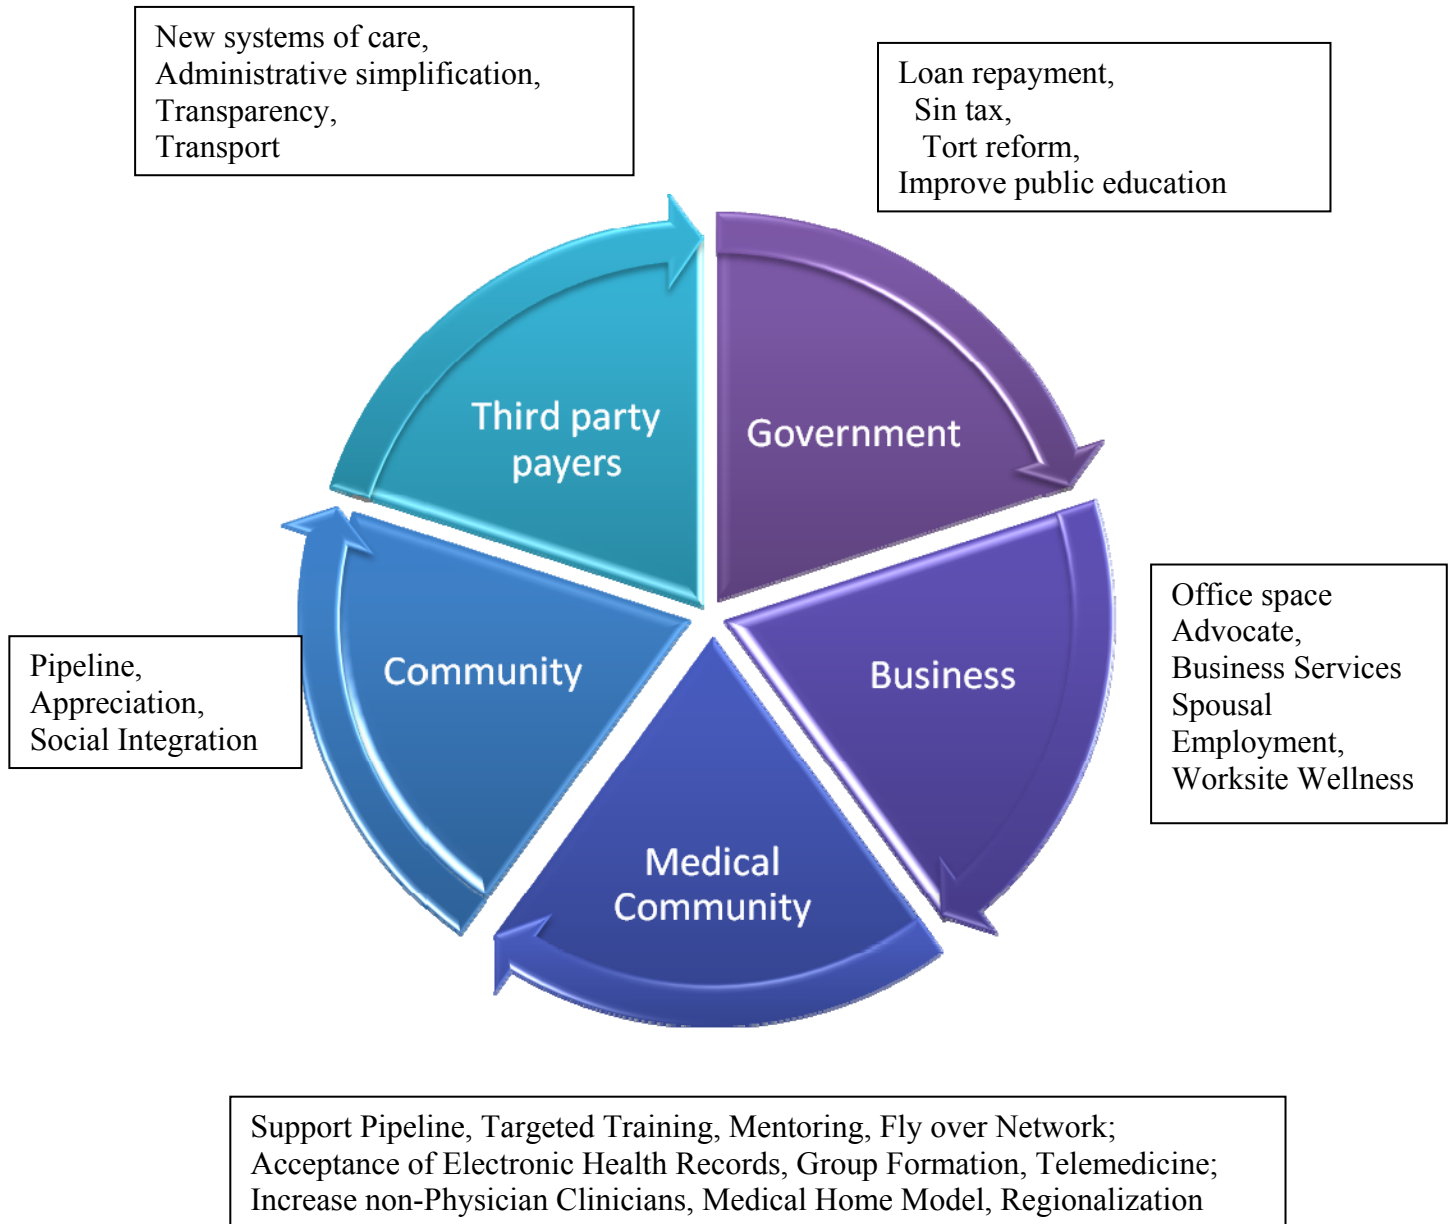 New systems of care,
Administrative simplification,
Transparency,
Transport
Loan repayment,
Sin tax,
Tort reform,
Improve public education
Third party
payers
Government
Community
Business
Medical
Community
Pipeline,
Appreciation,
Social Integration
Office space
Advocate,
Business Services
Spousal
Employment,
Worksite Wellness
Support Pipeline, Targeted Training, Mentoring, Fly over Network;
Acceptance of Electronic Health Records, Group Formation, Telemedicine;
Increase non-Physician Clinicians, Medical Home Model, Regionalization